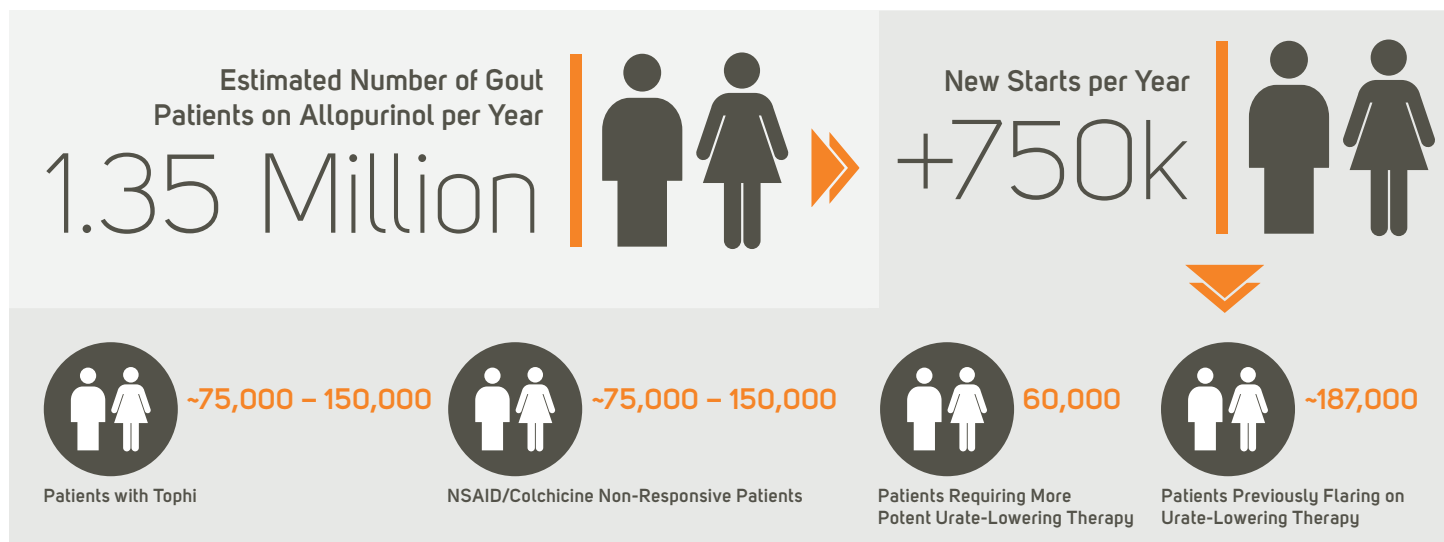 Estimated Number of Gout
Patients on Allopurinol per Year
1.35 Million
New Starts per Year
+750k
~75,000 – 150,000
Patients with Tophi
~75,000 – 150,000
NSAID/Colchicine Non-Responsive Patients
60,000
Patients Requiring More
Potent Urate-Lowering Therapy
~187,000
Patients Previously Flaring on
Urate-Lowering Therapy